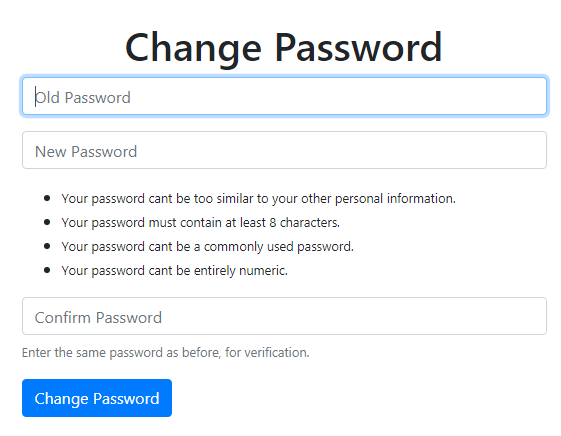 Change Password
Old Password
New Password
Your password cant be too similar to your other personal information.
Your password must contain at least 8 characters.
Your password cant be a commonly used password.
Your password cant be entirely numeric.
Confirm Password
Enter the same password as before, for verification.
Change Password